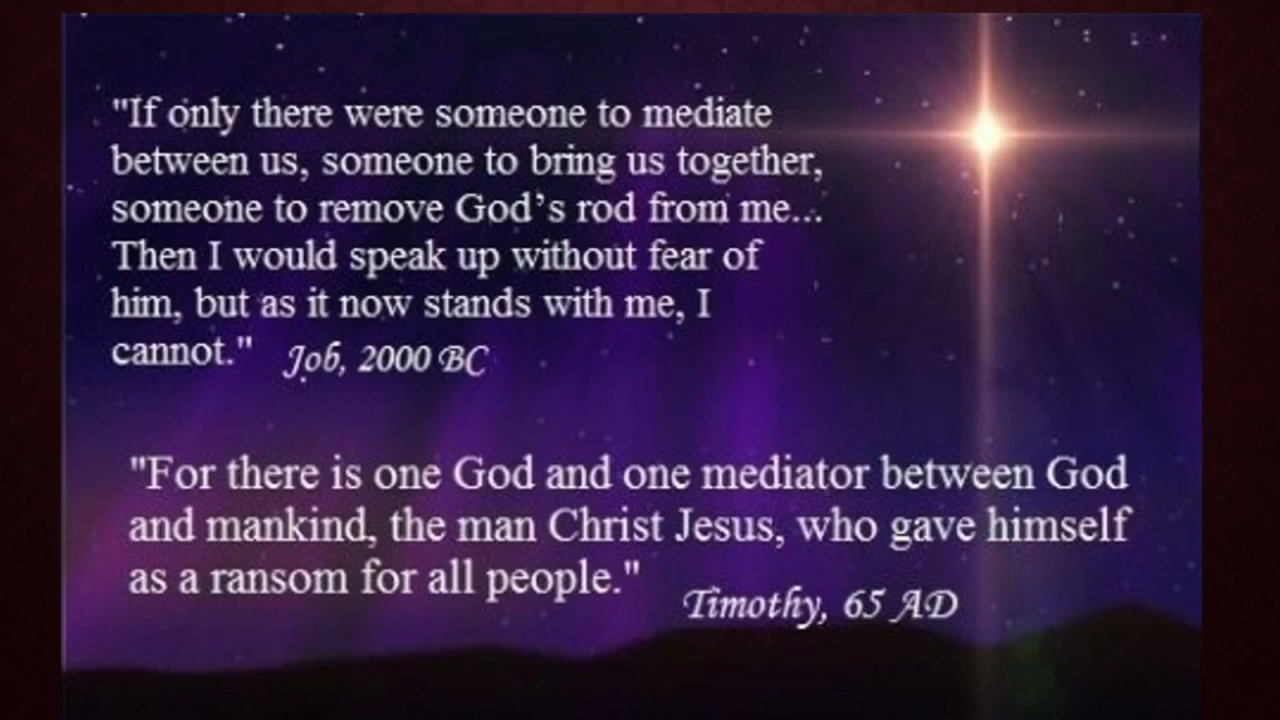 "If only there were someone to mediate
between us, someone to bring us together,
someone to remove God’s rod from me...
Then I would speak up without fear of
him, but as it now stands with me, I
cannot." Job, 2000 BC
"For there is one God and one mediator between God
and mankind, the man Christ Jesus, who gave himself
as a ransom for all people."
Timothy, 65 AD